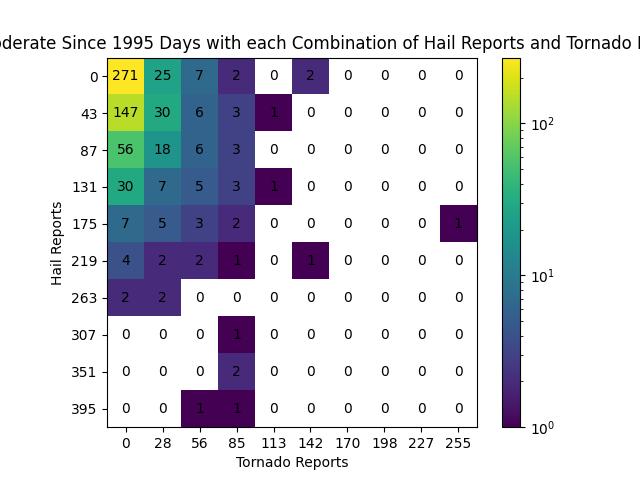 oderate Since 1995 Days with each Combination of Hail Reports and Tornado
0 271 25 7 2 0 2 0 0 0 0
43 147 30 6 3 1 0 0 0 0 0
87 56 18 6 3 0 0 0 0 0 0
131 30 7 5 3 1 0 0 0 0 0
175 7 5 3 2 0 0 0 0 0 1
219 4 2 2 1 0 1 0 0 0 0
263 2 2 0 0 0 0 0 0 0 0
307 0 0 0 1 0 0 0 0 0 0
351 0 0 0 2 0 0 0 0 0 0
395 0 0 1 1 0 0 0 0 0 0
0 28 56 85 113 142 170 198 227 255
Tornado Reports
Hail Reports
10²
10¹
10⁰